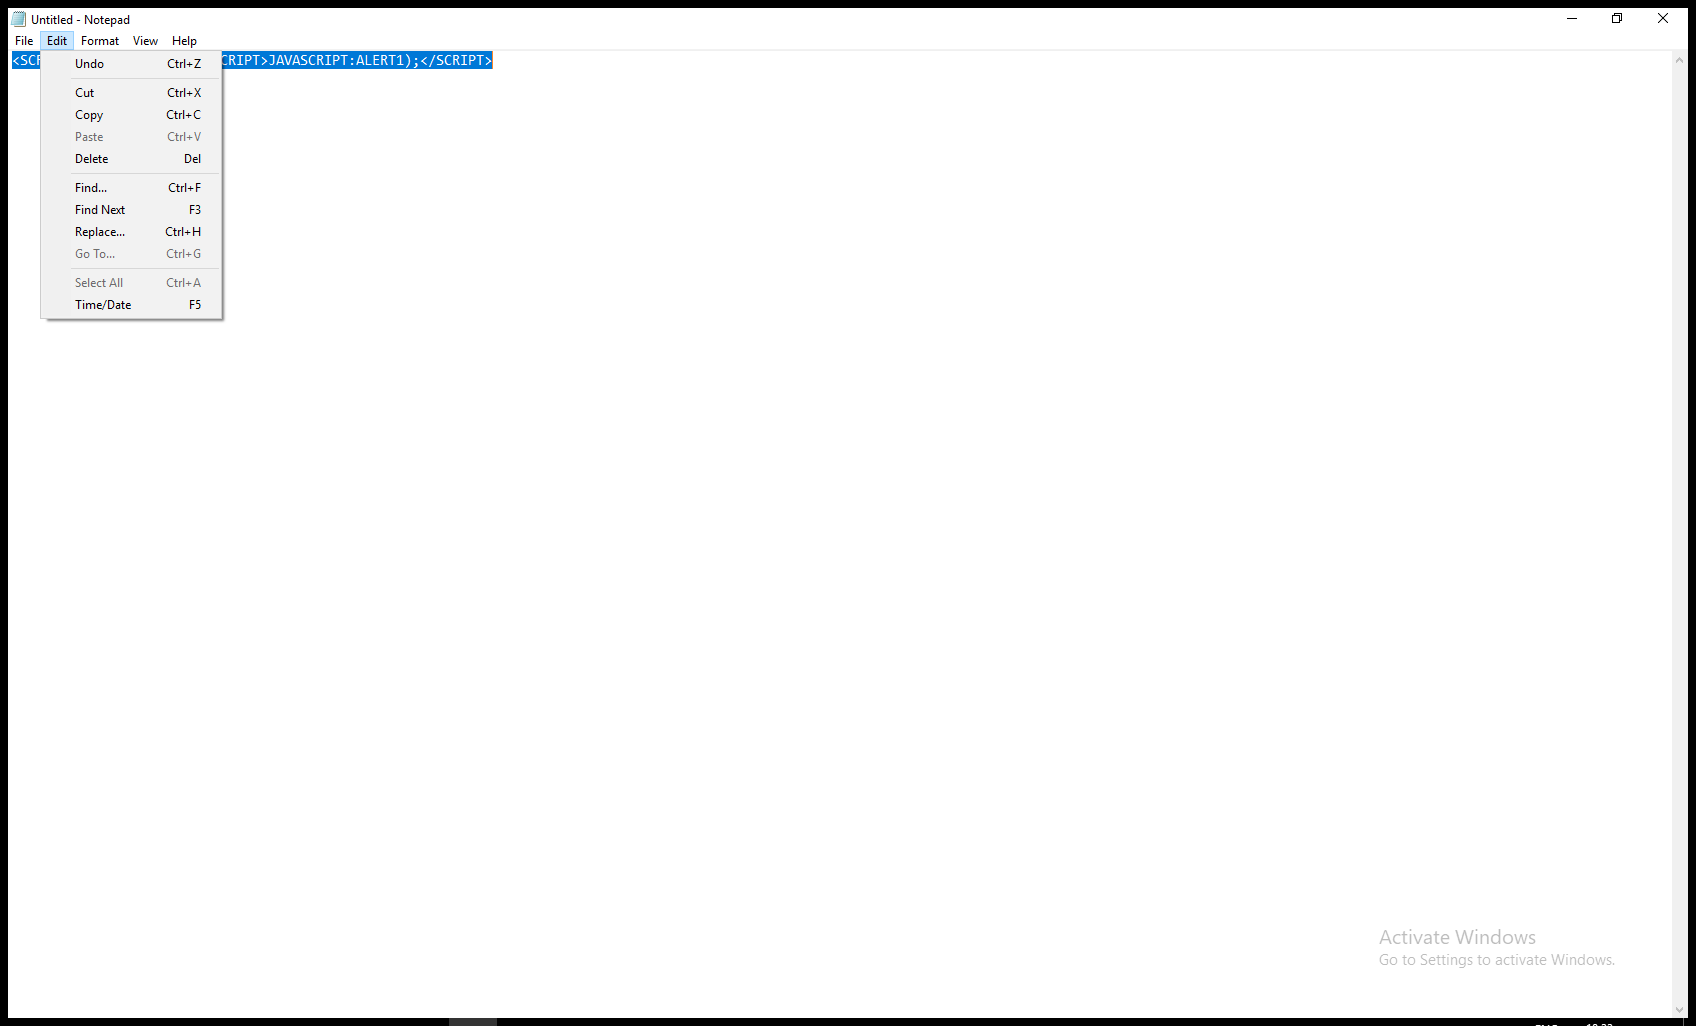 Untitled - Notepad
File Edit Format View Help
CRIPT>JAVASCRIPT:ALERT1);</SCRIPT>
Undo Ctrl+Z
Cut Ctrl+X
Copy Ctrl+C
Paste Ctrl+V
Delete Del
Find... Ctrl+F
Find Next F3
Replace... Ctrl+H
Go To... Ctrl+G
Select All Ctrl+A
Time/Date F5
Activate Windows
Go to Settings to activate Windows.